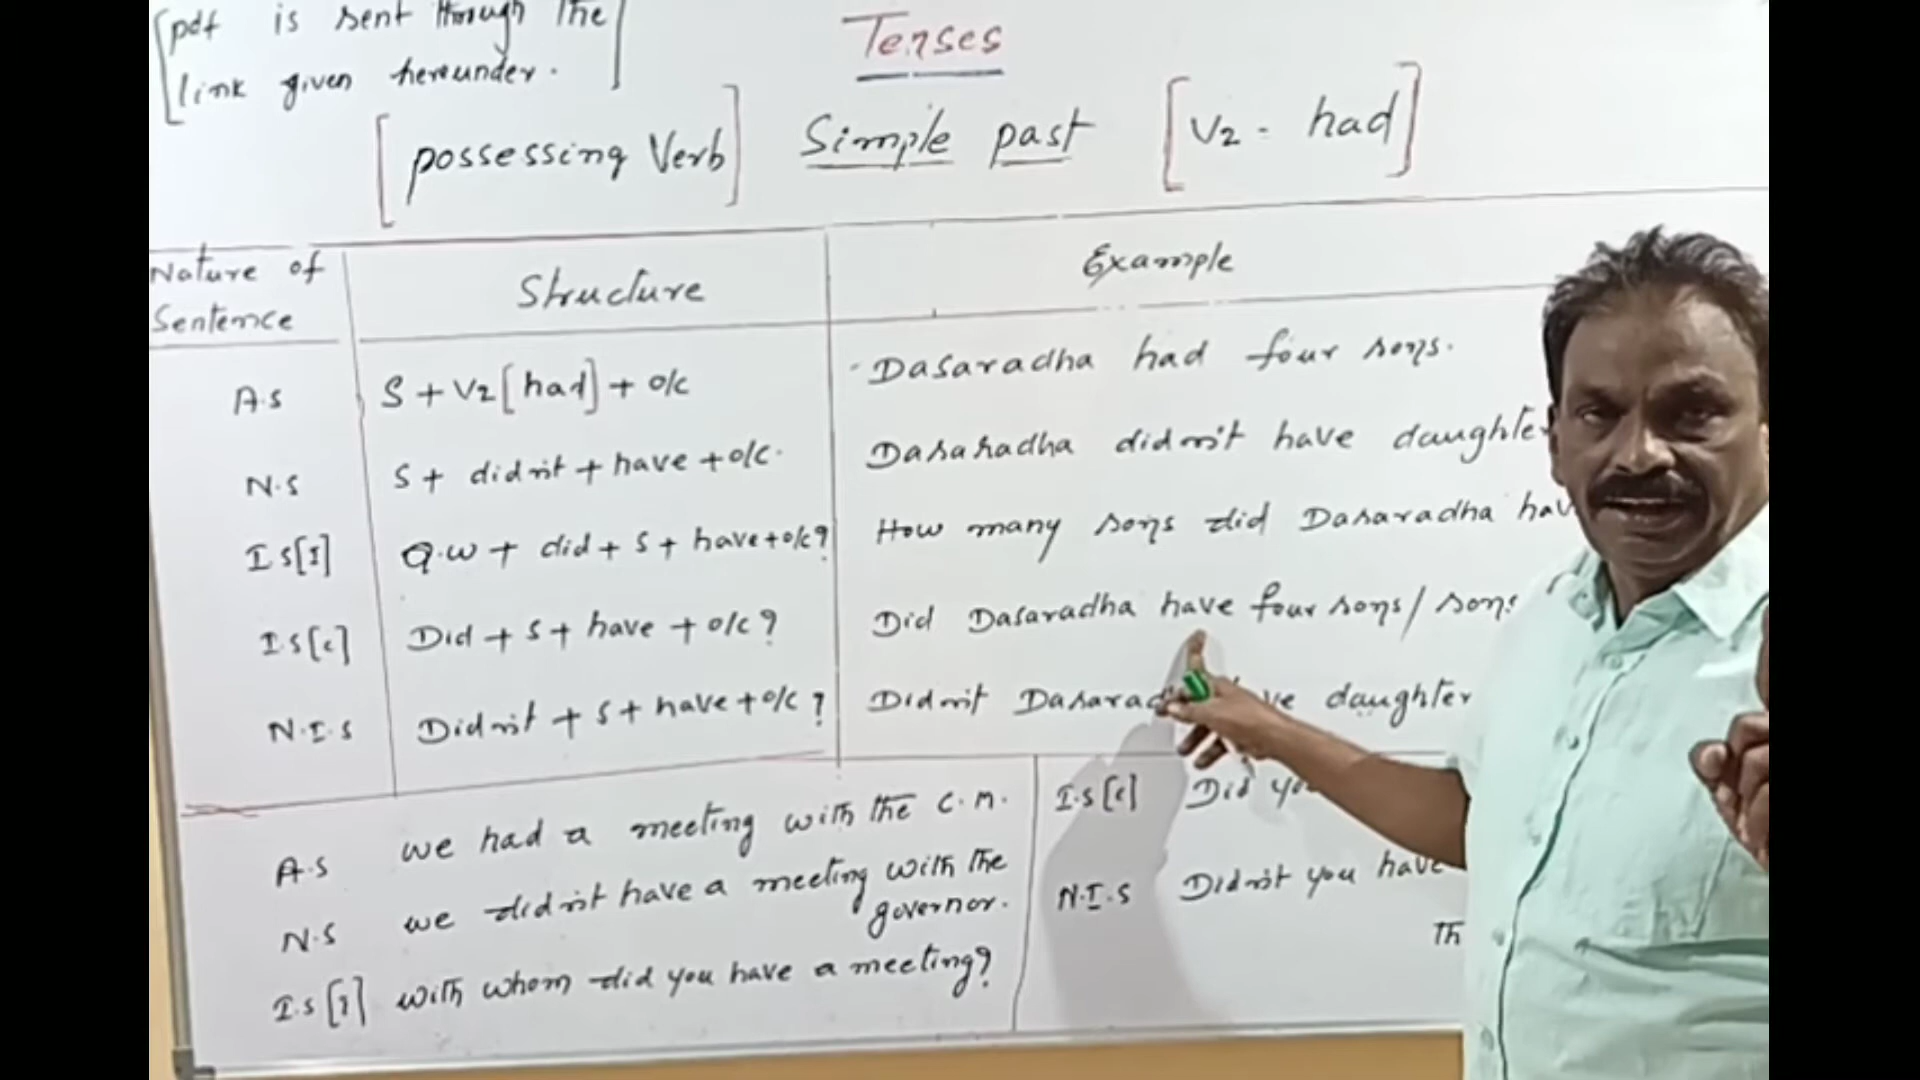 [pdf is sent through the
link given hereunder.]
Tenses
[possessing Verb] Simple past [V2 - had]
Nature of Sentence
Structure
Example
A.S S + V2[had] + o/c Dasaradha had four sons.
N.S S + didn't + have + o/c. Dasaradha didn't have
I.S[I] Q.W + did + S + have + o/c? How many sons did Dasaradha
I.S[c] Did + S + have + o/c? Did Dasaradha have four sons / sons
N.I.S Didn't + S + have + o/c? Didn't daughter
A.S we had a meeting with the C.M.
N.S we didn't have a meeting with the
governor.
I.S[I] with whom did you have a meeting?
I.S[c] Did
N.I.S Didn't you have